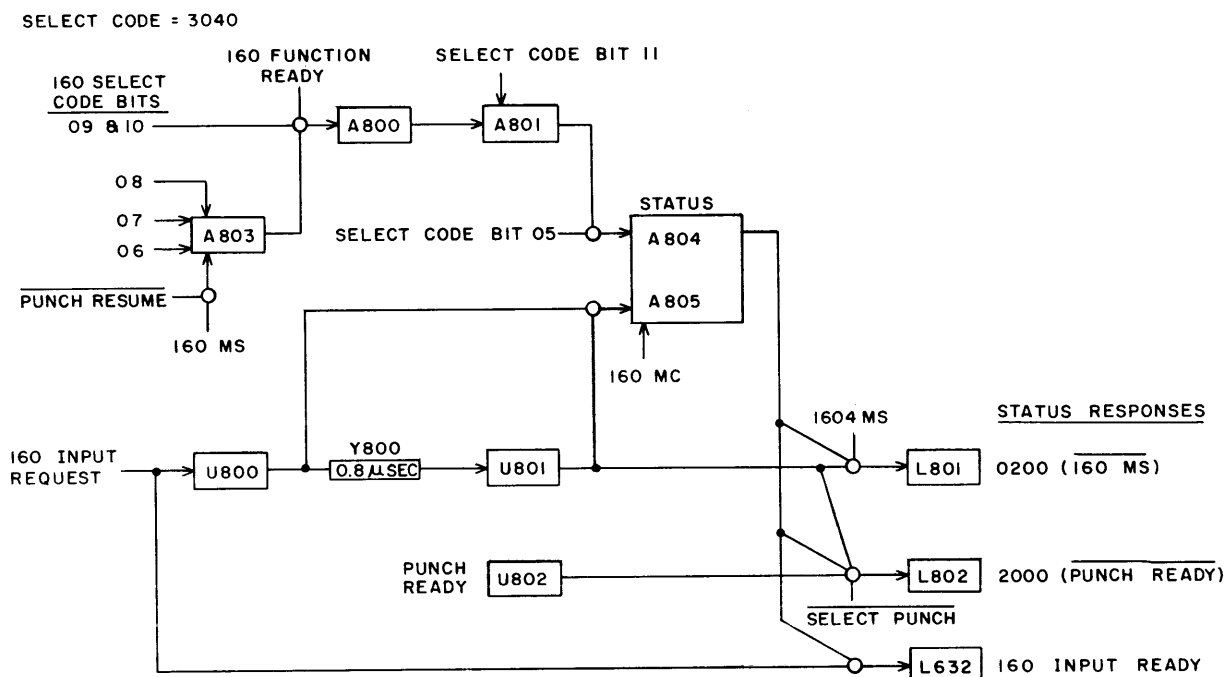 SELECT CODE = 3040
160 FUNCTION
READY
SELECT CODE BIT 11
160 SELECT
CODE BITS
09 & 10
A800
A801
08
07
06
A803
STATUS
SELECT CODE BIT 05
A804
A805
PUNCH RESUME
160 MS
160 MC
1604 MS
STATUS RESPONSES
160 INPUT
REQUEST
U800
Y800
0.8 µSEC
U801
L801
0200 (160 MS)
PUNCH
READY
U802
L802
2000 (PUNCH READY)
SELECT PUNCH
L632
160 INPUT READY